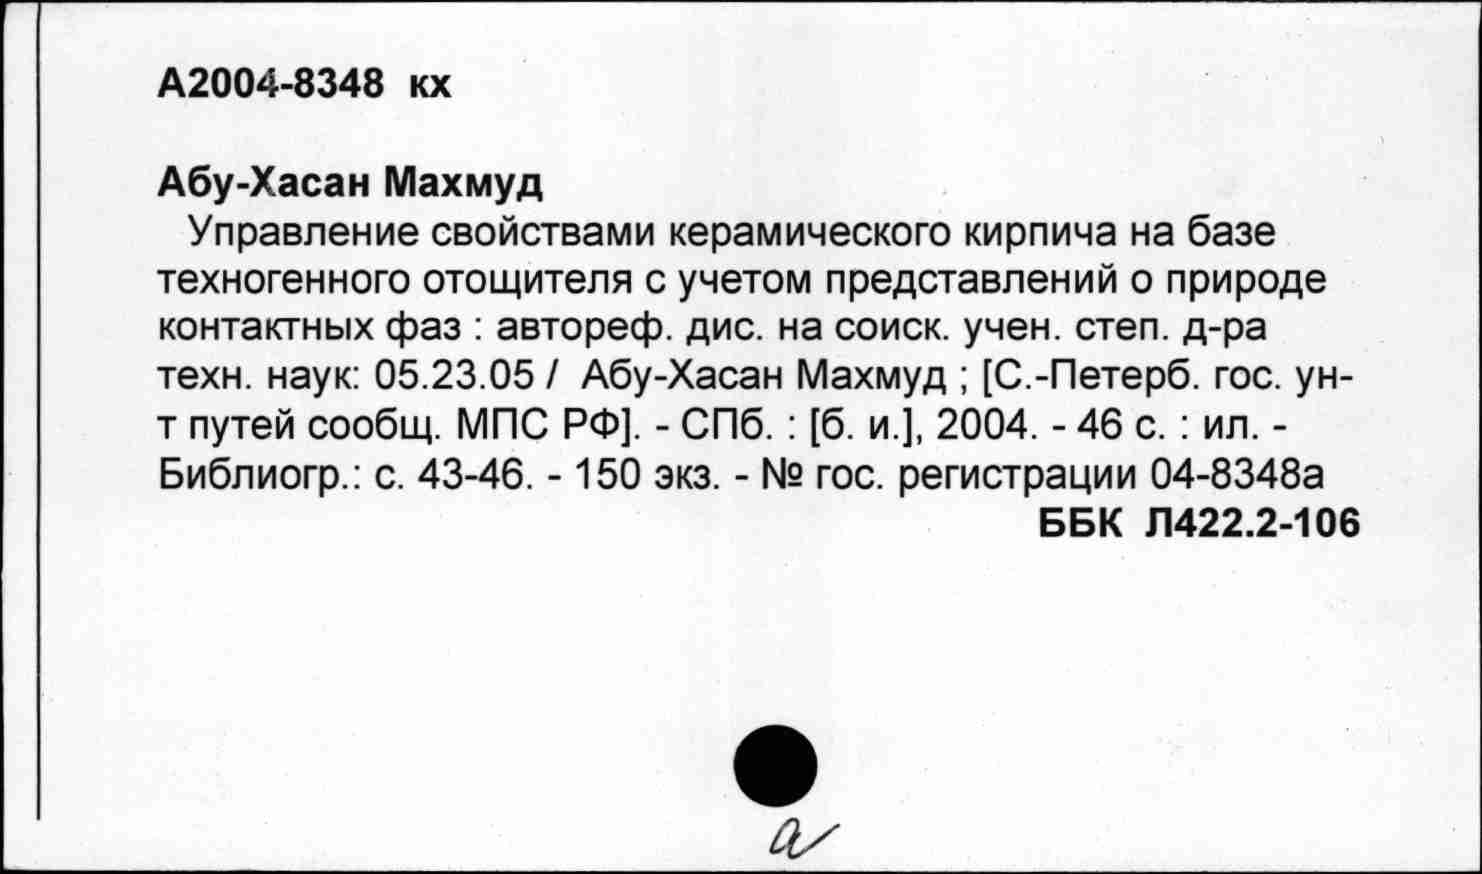 А2004-8348 кх
Абу-Хасан Махмуд
Управление свойствами керамического кирпича на базе
техногенного отощителя с учетом представлений о природе
контактных фаз : автореф. дис. на соиск. учен. степ. д-ра
техн. наук: 05.23.05 / Абу-Хасан Махмуд ; [С.-Петерб. гос. ун-
т путей сообщ. МПС РФ]. - СПб. : [б. и.], 2004. - 46 с. : ил. -
Библиогр.: с. 43-46. - 150 экз. - № гос. регистрации 04-8348а
ББК Л422.2-106
а